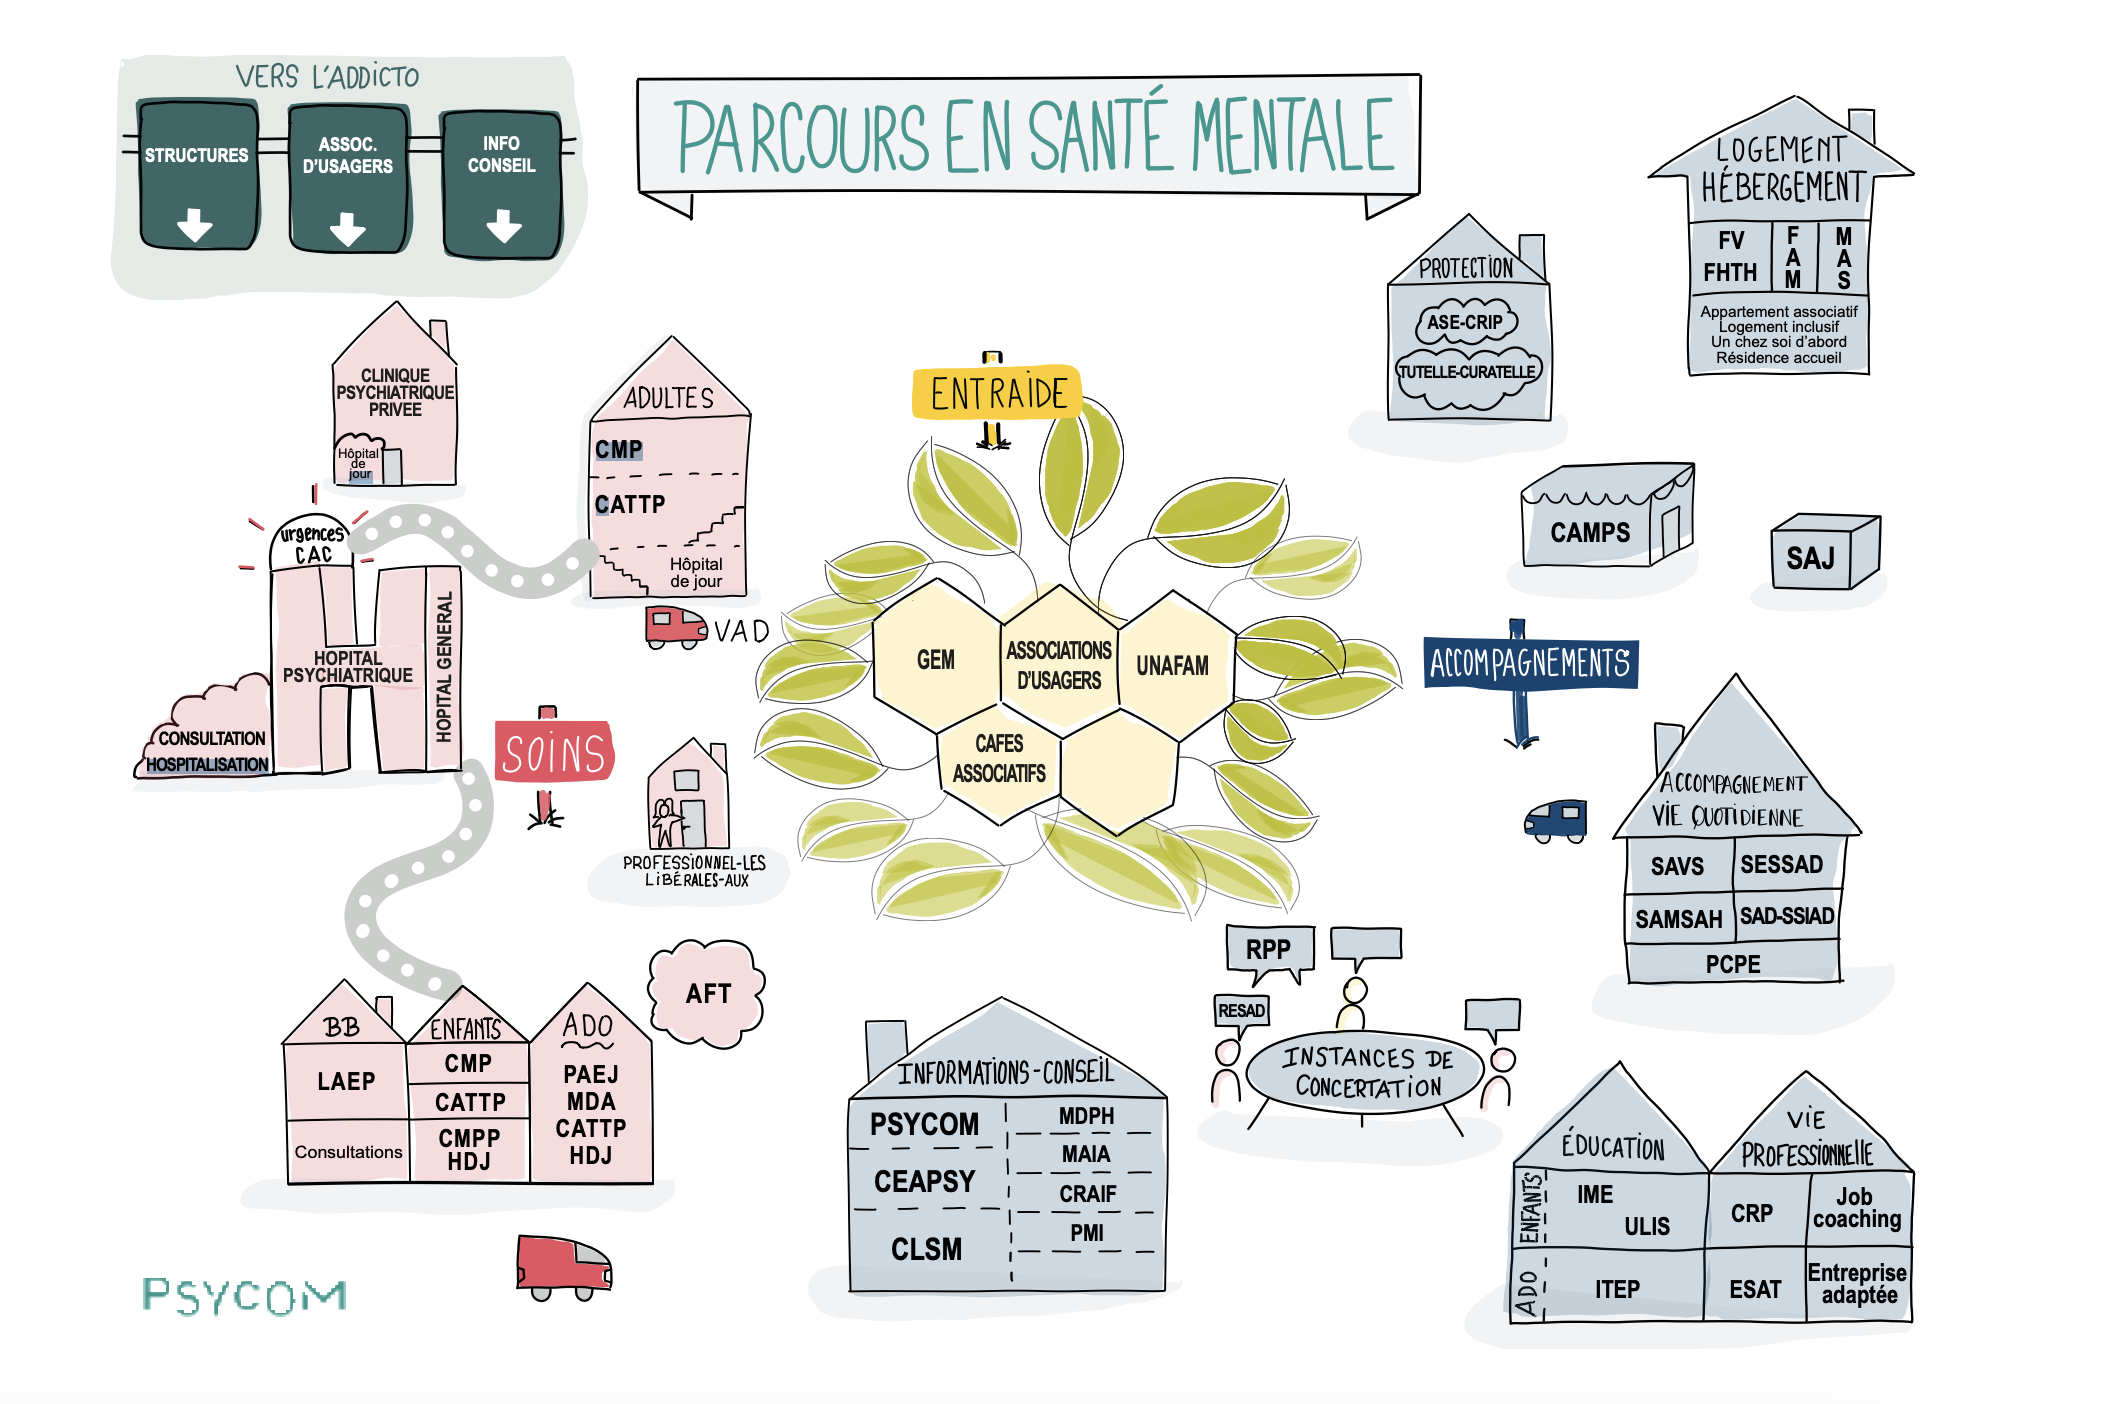 VERS L'ADDICTO
STRUCTURES
ASSOC.
D'USAGERS
INFO
CONSEIL
PARCOURS EN SANTÉ MENTALE
LOGEMENT
HÉBERGEMENT
FV
FHTH
FAM
MAS
Appartement associatif
Logement inclusif
Un chez soi d'abord
Résidence accueil
PROTECTION
ASE-CRIP
TUTELLE-CURATELLE
CLINIQUE
PSYCHIATRIQUE
PRIVEE
Hôpital
de
jour
ADULTES
CMP
CATTP
Hôpital
de jour
VAD
urgences
CAC
HOPITAL
PSYCHIATRIQUE
HOPITAL GENERAL
CONSULTATION
HOSPITALISATION
SOINS
PROFESSIONNEL-LES
LIBÉRALES-AUX
ENTRAIDE
GEM
ASSOCIATIONS
D'USAGERS
UNAFAM
CAFES
ASSOCIATIFS
CAMPS
SAJ
ACCOMPAGNEMENTS
ACCOMPAGNEMENT
VIE QUOTIDIENNE
SAVS
SESSAD
SAMSAH
SAD-SSIAD
PCPE
BB
LAEP
Consultations
ENFANTS
CMP
CATTP
CMPP
HDJ
ADO
PAEJ
MDA
CATTP
HDJ
AFT
INFORMATIONS-CONSEIL
PSYCOM
CEAPSY
CLSM
MDPH
MAIA
CRAIF
PMI
RPP
RESAD
INSTANCES DE
CONCERTATION
ÉDUCATION
ENFANTS
IME
ULIS
ADO
ITEP
VIE
PROFESSIONNELLE
CRP
Job
coaching
ESAT
Entreprise
adaptée
PSYCOM